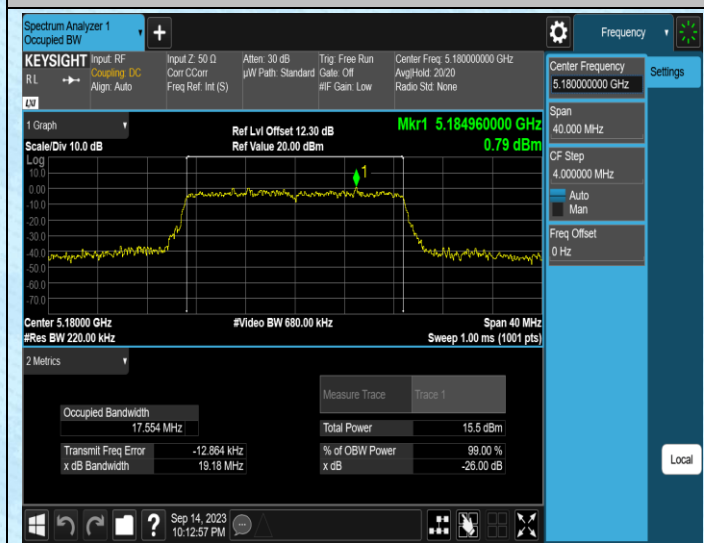 Spectrum Analyzer 1
Occupied BW
Frequency
KEYSIGHT
R L
LXI
Input: RF
Coupling: DC
Align: Auto
Input Z: 50 Ω
Corr CCorr
Freq Ref: Int (S)
Atten: 30 dB
µW Path: Standard
Trig: Free Run
Gate: Off
#IF Gain: Low
Center Freq: 5.180000000 GHz
Avg|Hold: 20/20
Radio Std: None
Center Frequency
5.18000000 GHz
Settings
Span
40.000 MHz
CF Step
4.000000 MHz
Auto
Man
Freq Offset
0 Hz
1 Graph
Scale/Div 10.0 dB
Ref Lvl Offset 12.30 dB
Ref Value 20.00 dBm
Mkr1 5.184960000 GHz
0.79 dBm
Log
10.0
0.00
-10.0
-20.0
-30.0
-40.0
-50.0
-60.0
-70.0
1
Center 5.18000 GHz
#Res BW 220.00 kHz
#Video BW 680.00 kHz
Span 40 MHz
Sweep 1.00 ms (1001 pts)
2 Metrics
Measure Trace
Trace 1
Occupied Bandwidth
17.554 MHz
Total Power
15.5 dBm
Transmit Freq Error
-12.864 kHz
% of OBW Power
99.00 %
x dB Bandwidth
19.18 MHz
x dB
-26.00 dB
Local
?
Sep 14, 2023
10:12:57 PM